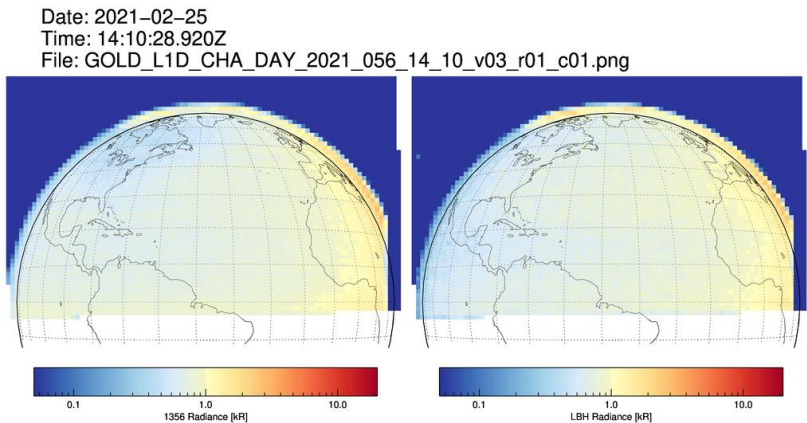 Date: 2021-02-25
Time: 14:10:28.920Z
File: GOLD_L1D_CHA_DAY_2021_056_14_10_v03_r01_c01.png
0.1 1.0 10.0
1356 Radiance [kR]
0.1 1.0 10.0
LBH Radiance [kR]